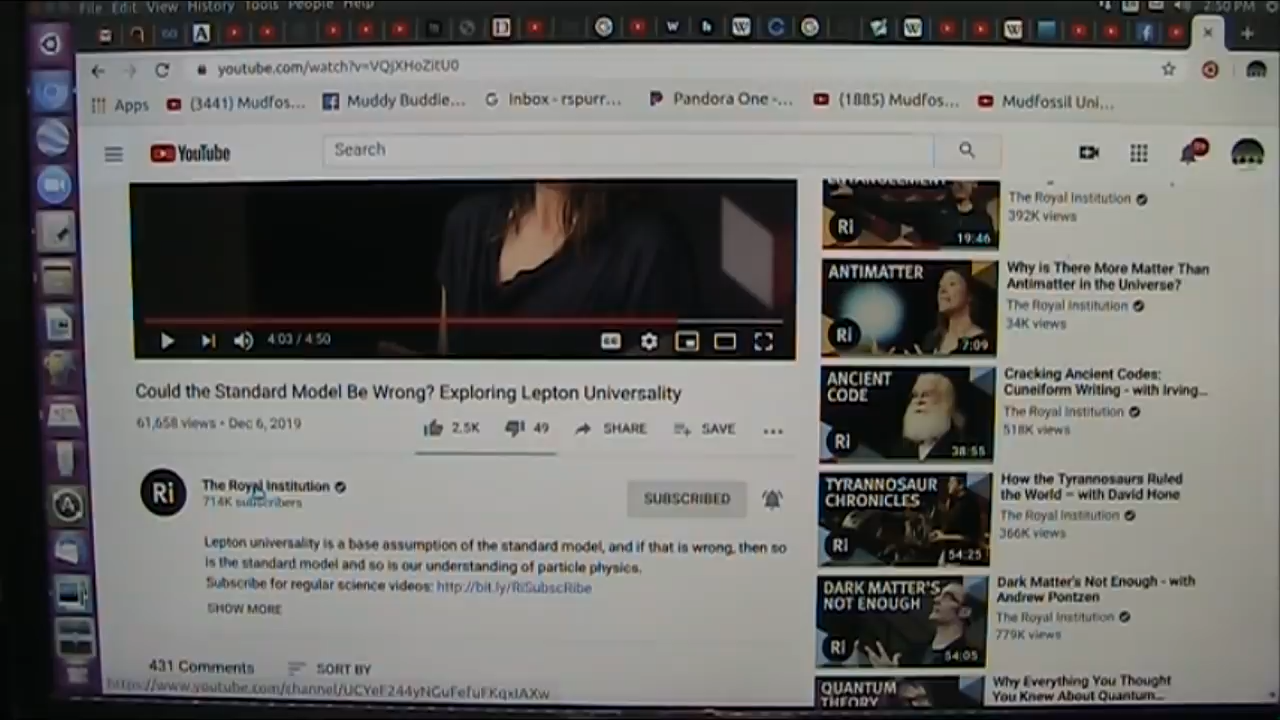 File Edit View History Tools People Help
2:50 PM
youtube.com/watch?v=VQjXHoZitU0
Apps
(3441) Mudfos...
Muddy Buddie...
Inbox - rspurr...
Pandora One -...
(1885) Mudfos...
Mudfossil Uni...
YouTube
Search
4:03 / 4:50
Could the Standard Model Be Wrong? Exploring Lepton Universality
61,658 views • Dec 6, 2019
2.5K
49
SHARE
SAVE
Ri
The Royal Institution
714K subscribers
SUBSCRIBED
Lepton universality is a base assumption of the standard model, and if that is wrong, then so
is the standard model and so is our understanding of particle physics.
Subscribe for regular science videos: http://bit.ly/RiSubscRibe
SHOW MORE
431 Comments
SORT BY
ENTANGLEMENT
Ri
19:46
The Royal Institution
392K views
ANTIMATTER
Ri
7:09
Why is There More Matter Than
Antimatter in the Universe?
The Royal Institution
34K views
ANCIENT
CODE
Ri
38:55
Cracking Ancient Codes:
Cuneiform Writing - with Irving...
The Royal Institution
518K views
TYRANNOSAUR
CHRONICLES
Ri
54:25
How the Tyrannosaurs Ruled
the World – with David Hone
The Royal Institution
366K views
DARK MATTER'S
NOT ENOUGH
Ri
54:05
Dark Matter's Not Enough - with
Andrew Pontzen
The Royal Institution
779K views
QUANTUM
THEORY
Why Everything You Thought
You Knew About Quantum...